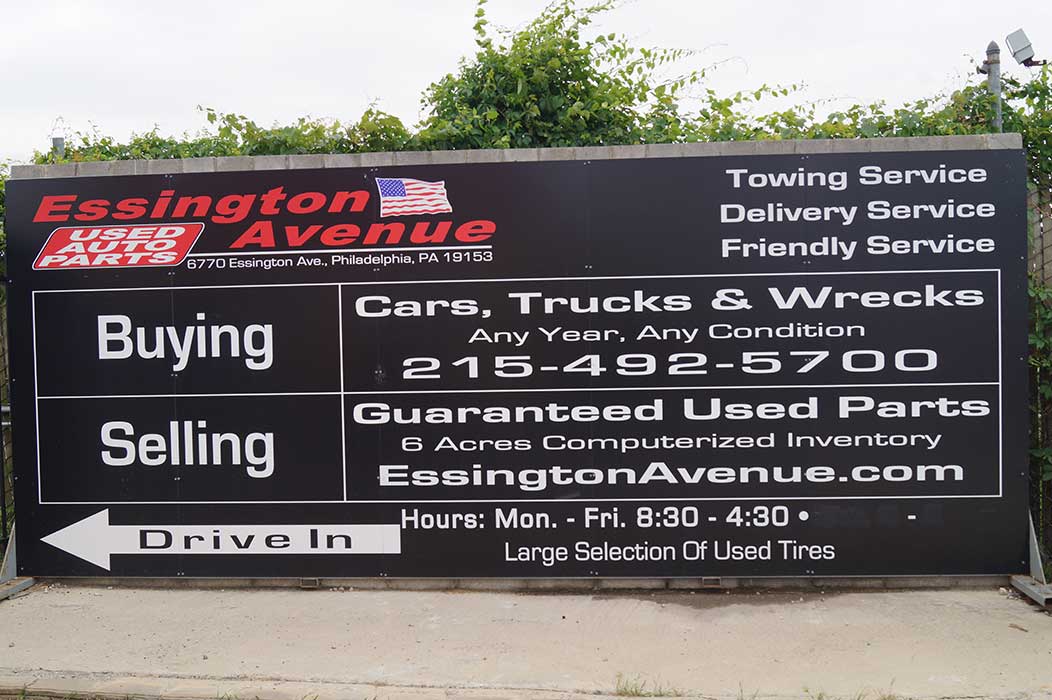 Essington
Avenue
USED
AUTO
PARTS
6770 Essington Ave., Philadelphia, PA 19153
Towing Service
Delivery Service
Friendly Service
Buying
Cars, Trucks & Wrecks
Any Year, Any Condition
215-492-5700
Selling
Guaranteed Used Parts
6 Acres Computerized Inventory
EssingtonAvenue.com
Drive In
Hours: Mon. - Fri. 8:30 - 4:30 • -
Large Selection Of Used Tires